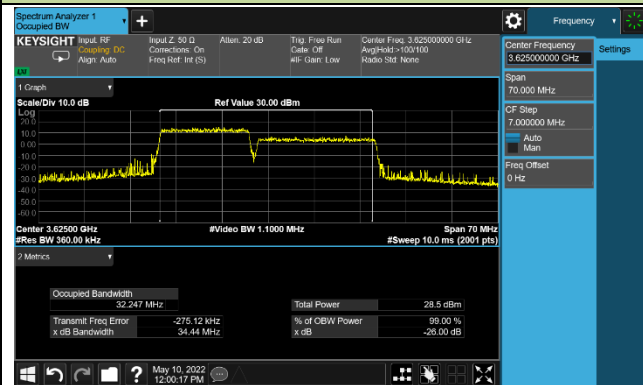 Spectrum Analyzer 1
Occupied BW
Frequency
KEYSIGHT
Input: RF
Coupling: DC
Align: Auto
Input Z: 50 Ω
Corrections: On
Freq Ref: Int (S)
Atten: 20 dB
Trig: Free Run
Gate: Off
#IF Gain: Low
Center Freq: 3.625000000 GHz
Avg|Hold:>100/100
Radio Std: None
LXI
Center Frequency
3.625000000 GHz
Settings
Span
70.000 MHz
CF Step
7.000000 MHz
Auto
Man
Freq Offset
0 Hz
1 Graph
Scale/Div 10.0 dB
Ref Value 30.00 dBm
Log
20.0
10.0
0.00
-10.0
-20.0
-30.0
-40.0
-50.0
-60.0
Center 3.62500 GHz
#Video BW 1.1000 MHz
Span 70 MHz
#Res BW 360.00 kHz
#Sweep 10.0 ms (2001 pts)
2 Metrics
Occupied Bandwidth
32.247 MHz
Total Power
28.5 dBm
Transmit Freq Error
-275.12 kHz
% of OBW Power
99.00 %
x dB Bandwidth
34.44 MHz
x dB
-26.00 dB
?
May 10, 2022
12:00:17 PM